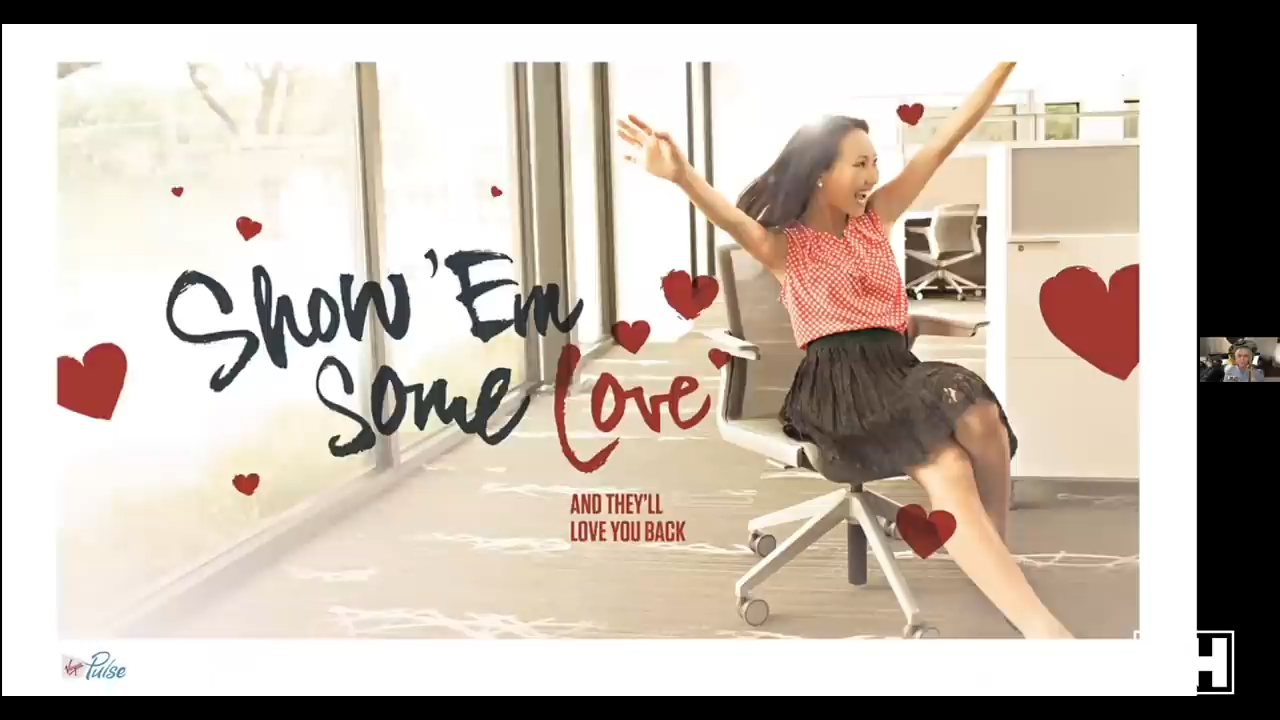 Show 'Em
Some Love
AND THEY'LL
LOVE YOU BACK
Virgin Pulse
H